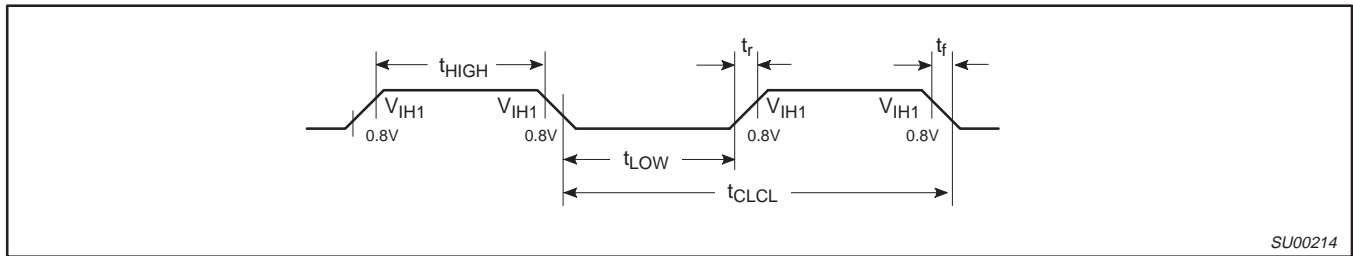 tr
tf
tHIGH
VIH1 VIH1 VIH1 VIH1
0.8V 0.8V 0.8V 0.8V
tLOW
tCLCL
SU00214